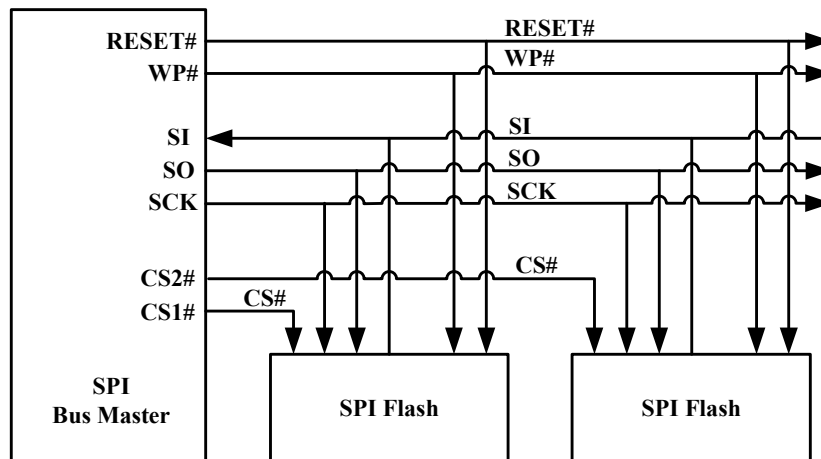 RESET#
RESET#
WP#
WP#
SI
SI
SO
SO
SCK
SCK
CS2#
CS#
CS1#
CS#
SPI
Bus Master
SPI Flash
SPI Flash